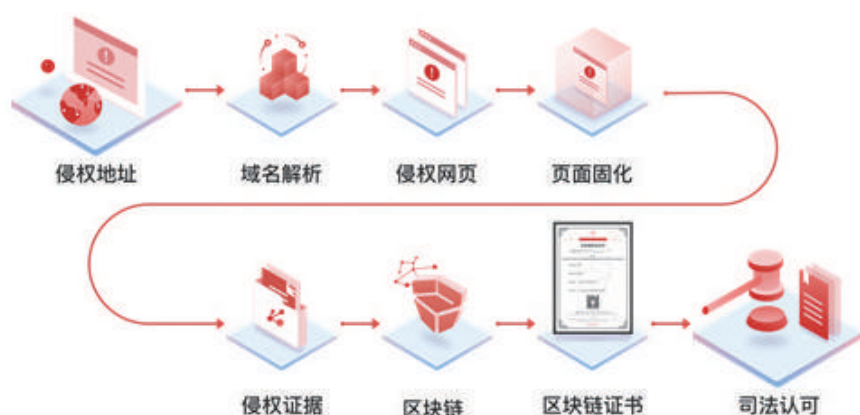 侵权地址
域名解析
侵权网页
页面固化
侵权证据
区块链
区块链证书
司法认可